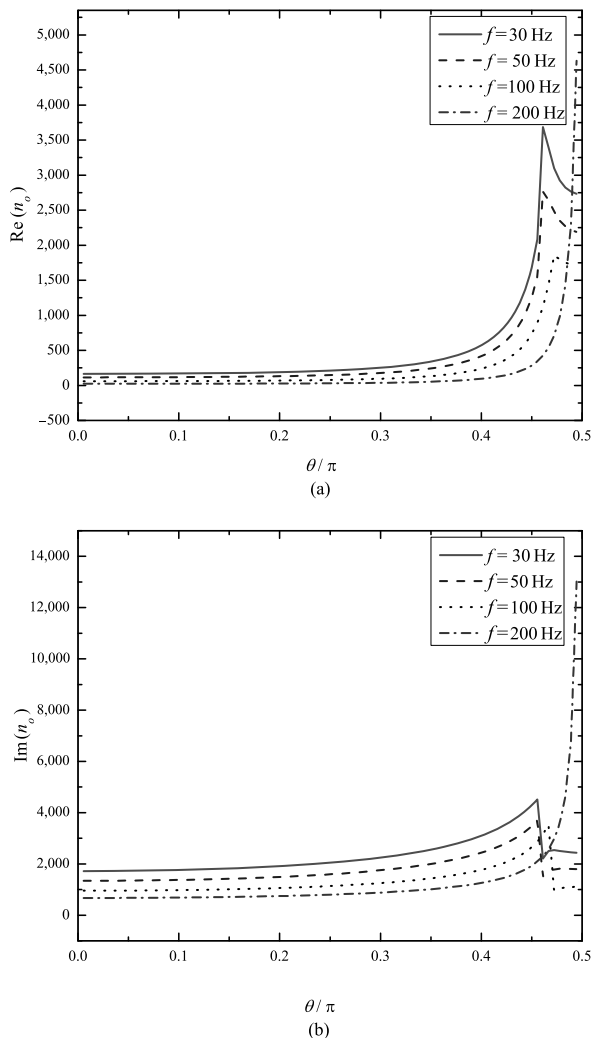 5,000
4,500
4,000
3,500
3,000
2,500
2,000
1,500
1,000
500
0
–500
Re(n_o)
f=30 Hz
f= 50 Hz
f=100 Hz
f= 200 Hz
0.0 0.1 0.2 0.3 0.4 0.5
θ/ π
(a)
14,000
12,000
10,000
8,000
6,000
4,000
2,000
0
Im(n_o)
f=30 Hz
f=50 Hz
f=100 Hz
f=200 Hz
0.0 0.1 0.2 0.3 0.4 0.5
θ/ π
(b)